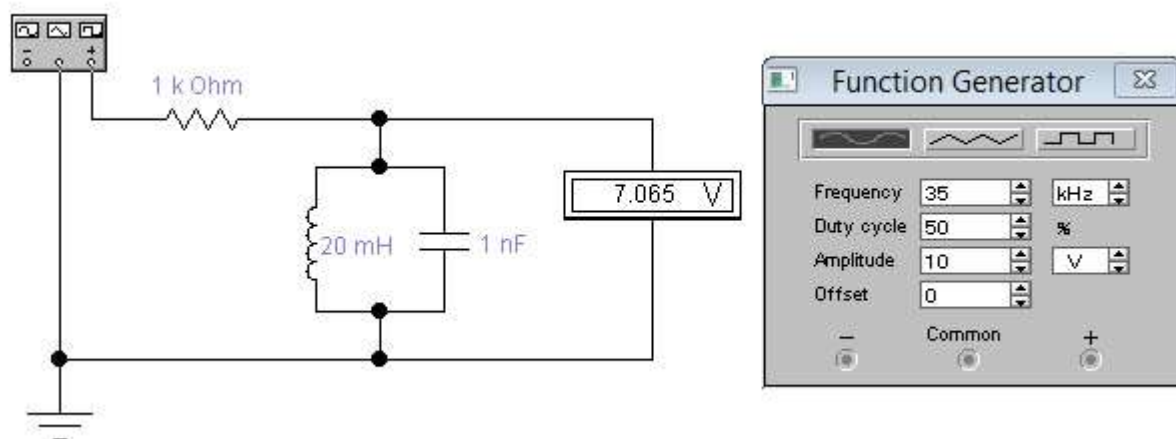 − +
1 k Ohm
20 mH
1 nF
7.065 V
Function Generator
Frequency 35 kHz
Duty cycle 50 %
Amplitude 10 V
Offset 0
− Common +